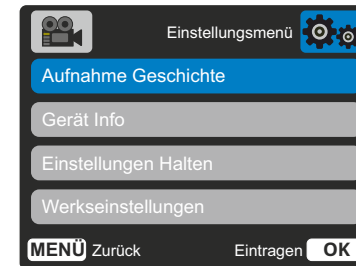 Einstellungsmenü
Aufnahme Geschichte
Gerät Info
Einstellungen Halten
Werkseinstellungen
MENÜ Zurück Eintragen OK